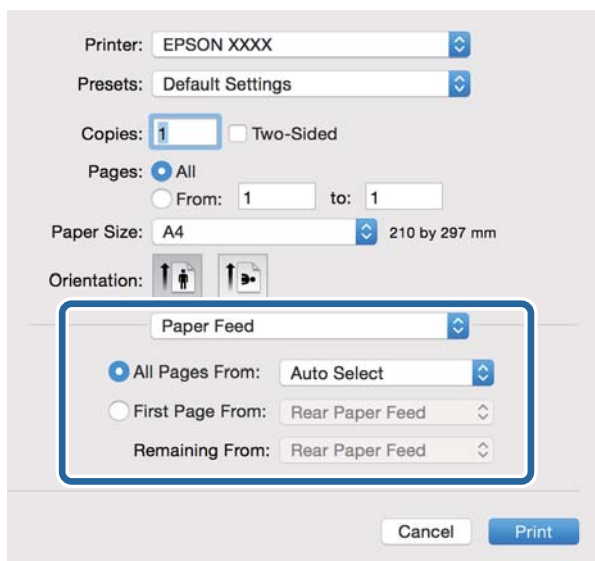 Printer: EPSON XXXX
Presets: Default Settings
Copies: 1 Two-Sided
Pages: All
From: 1 to: 1
Paper Size: A4 210 by 297 mm
Orientation:
Paper Feed
All Pages From: Auto Select
First Page From: Rear Paper Feed
Remaining From: Rear Paper Feed
Cancel Print